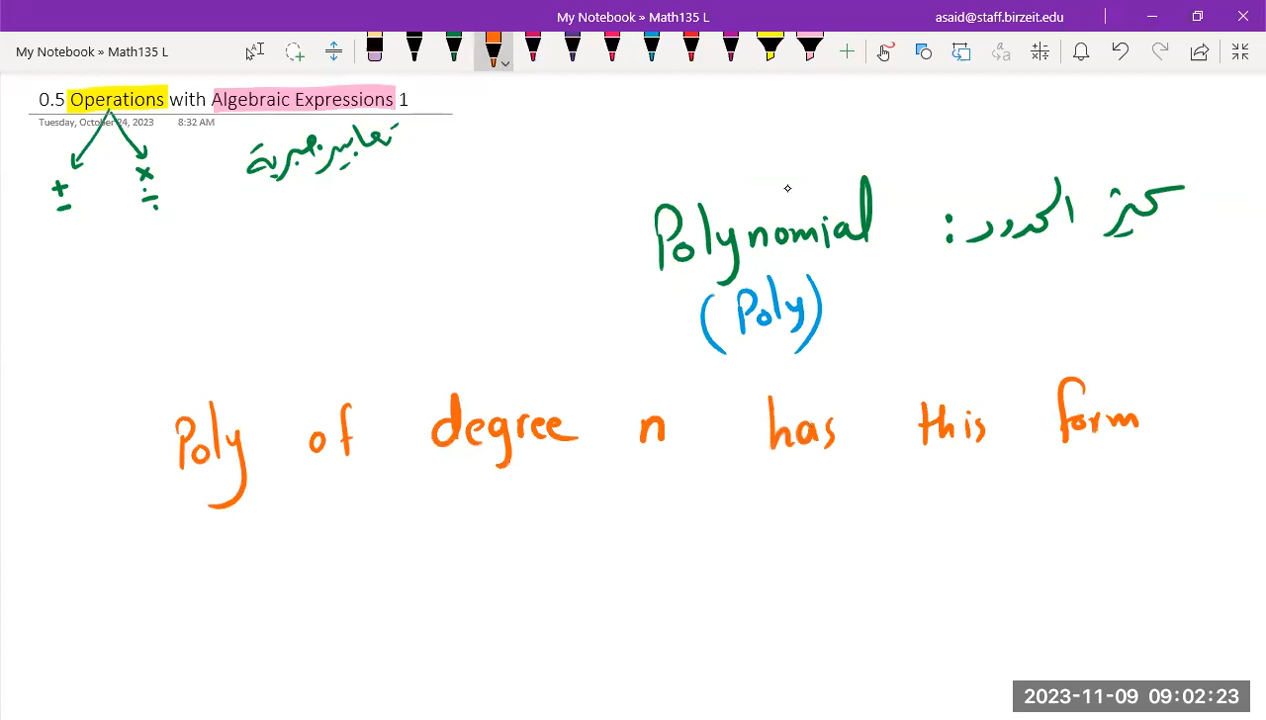 My Notebook » Math135 L
asaid@staff.birzeit.edu
My Notebook » Math135 L
0.5 Operations with Algebraic Expressions 1
Tuesday, October 24, 2023 8:32 AM
تعابير جبرية
+ -
× ÷
Polynomial : كثير الحدود
(Poly)
Poly of degree n has this form
2023-11-09 09:02:23